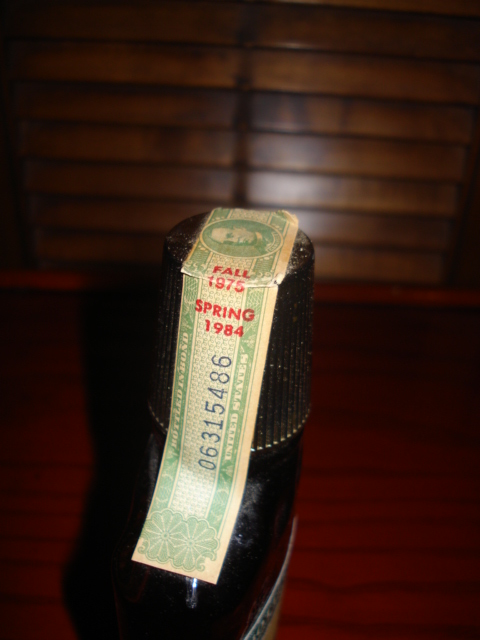 FALL
1975
SPRING
1984
06315486
BOTTLED IN BOND
UNITED STATES